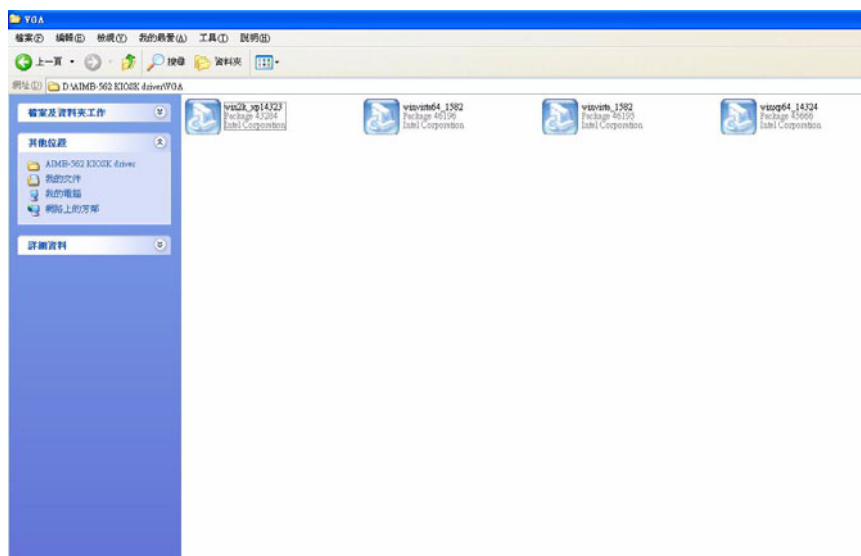 VGA
檔案(F) 編輯(E) 檢視(V) 我的最愛(A) 工具(T) 說明(H)
上一頁 搜尋 資料夾
網址(D) D:\AIMB-562 KIOSK driver\VGA
檔案及資料夾工作
其他位置
AIMB-562 KIOSK driver
我的文件
我的電腦
網路上的芳鄰
詳細資料
win2k_xp14323
Package 43284
Intel Corporation
winvista64_1582
Package 46196
Intel Corporation
winvista_1582
Package 46195
Intel Corporation
winxp64_14324
Package 43666
Intel Corporation